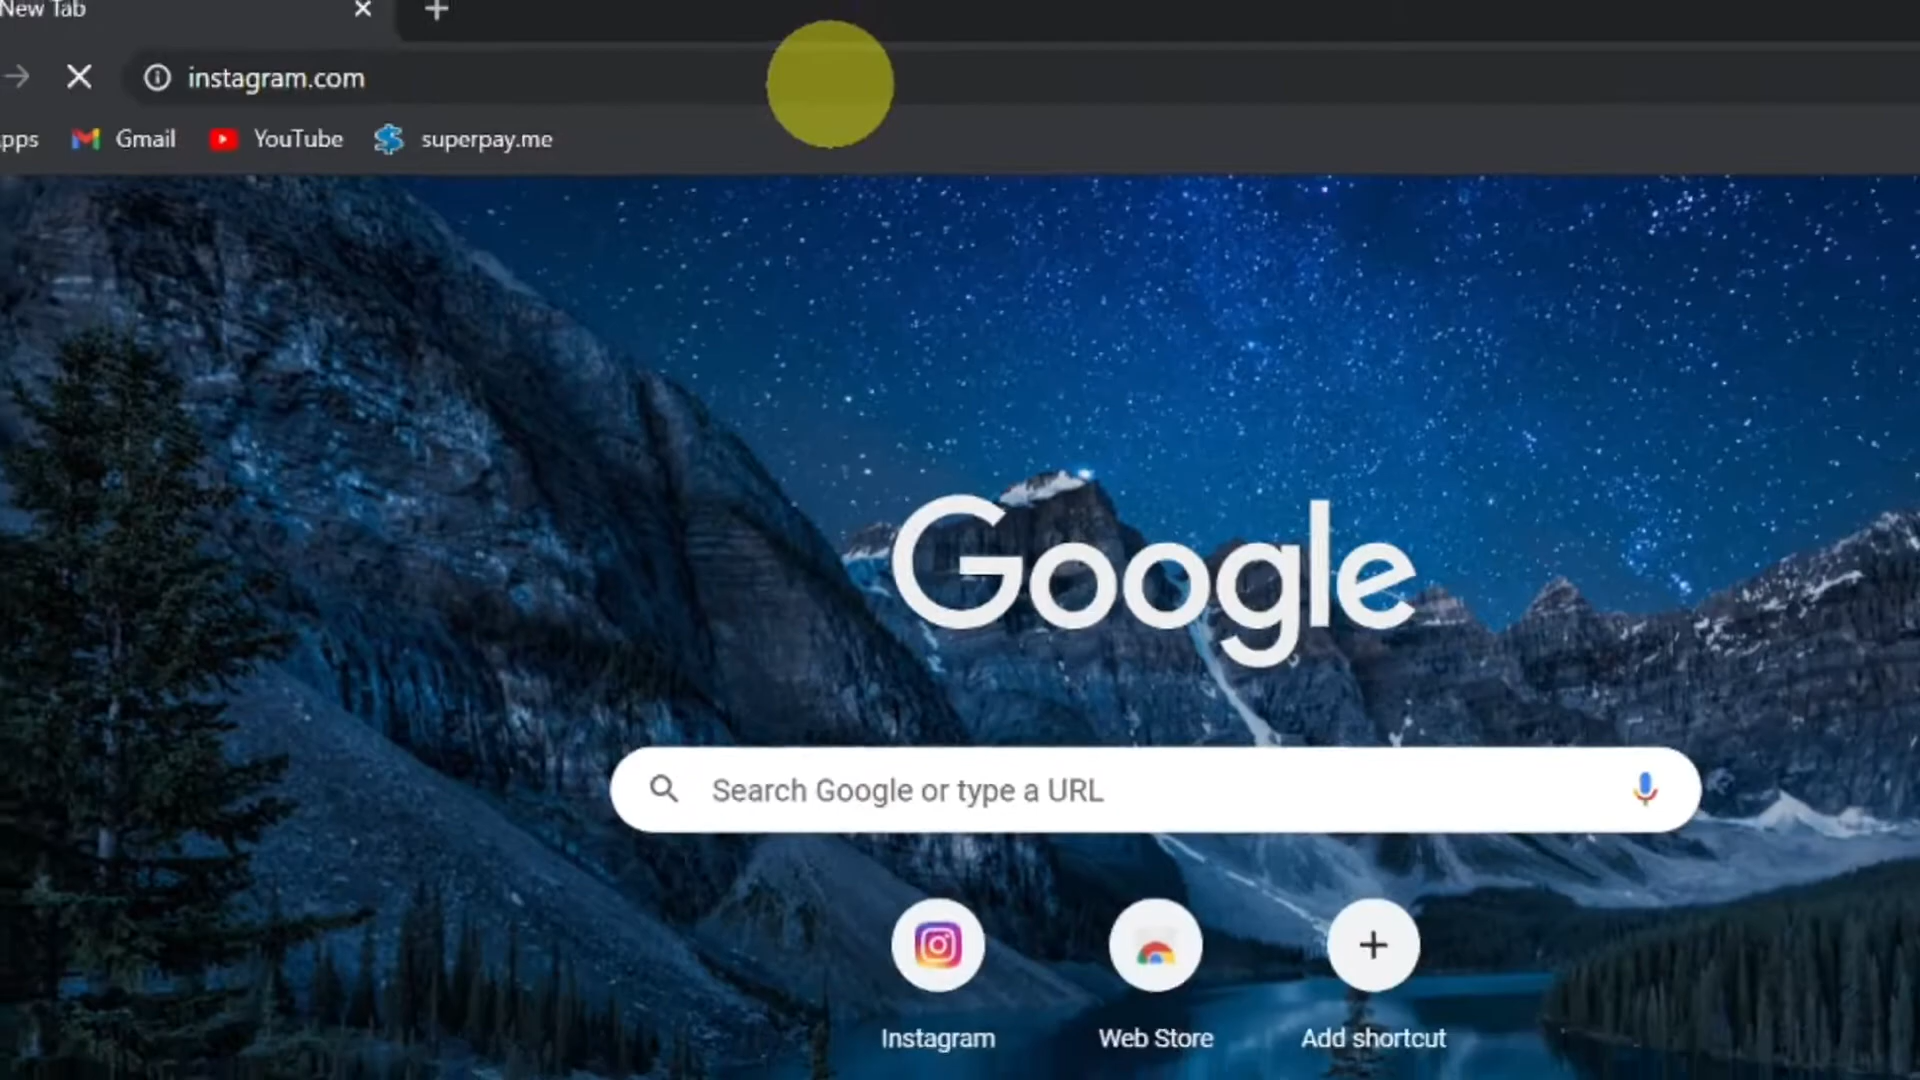 New Tab
instagram.com
pps
Gmail
YouTube
superpay.me
Google
Search Google or type a URL
Instagram
Web Store
Add shortcut